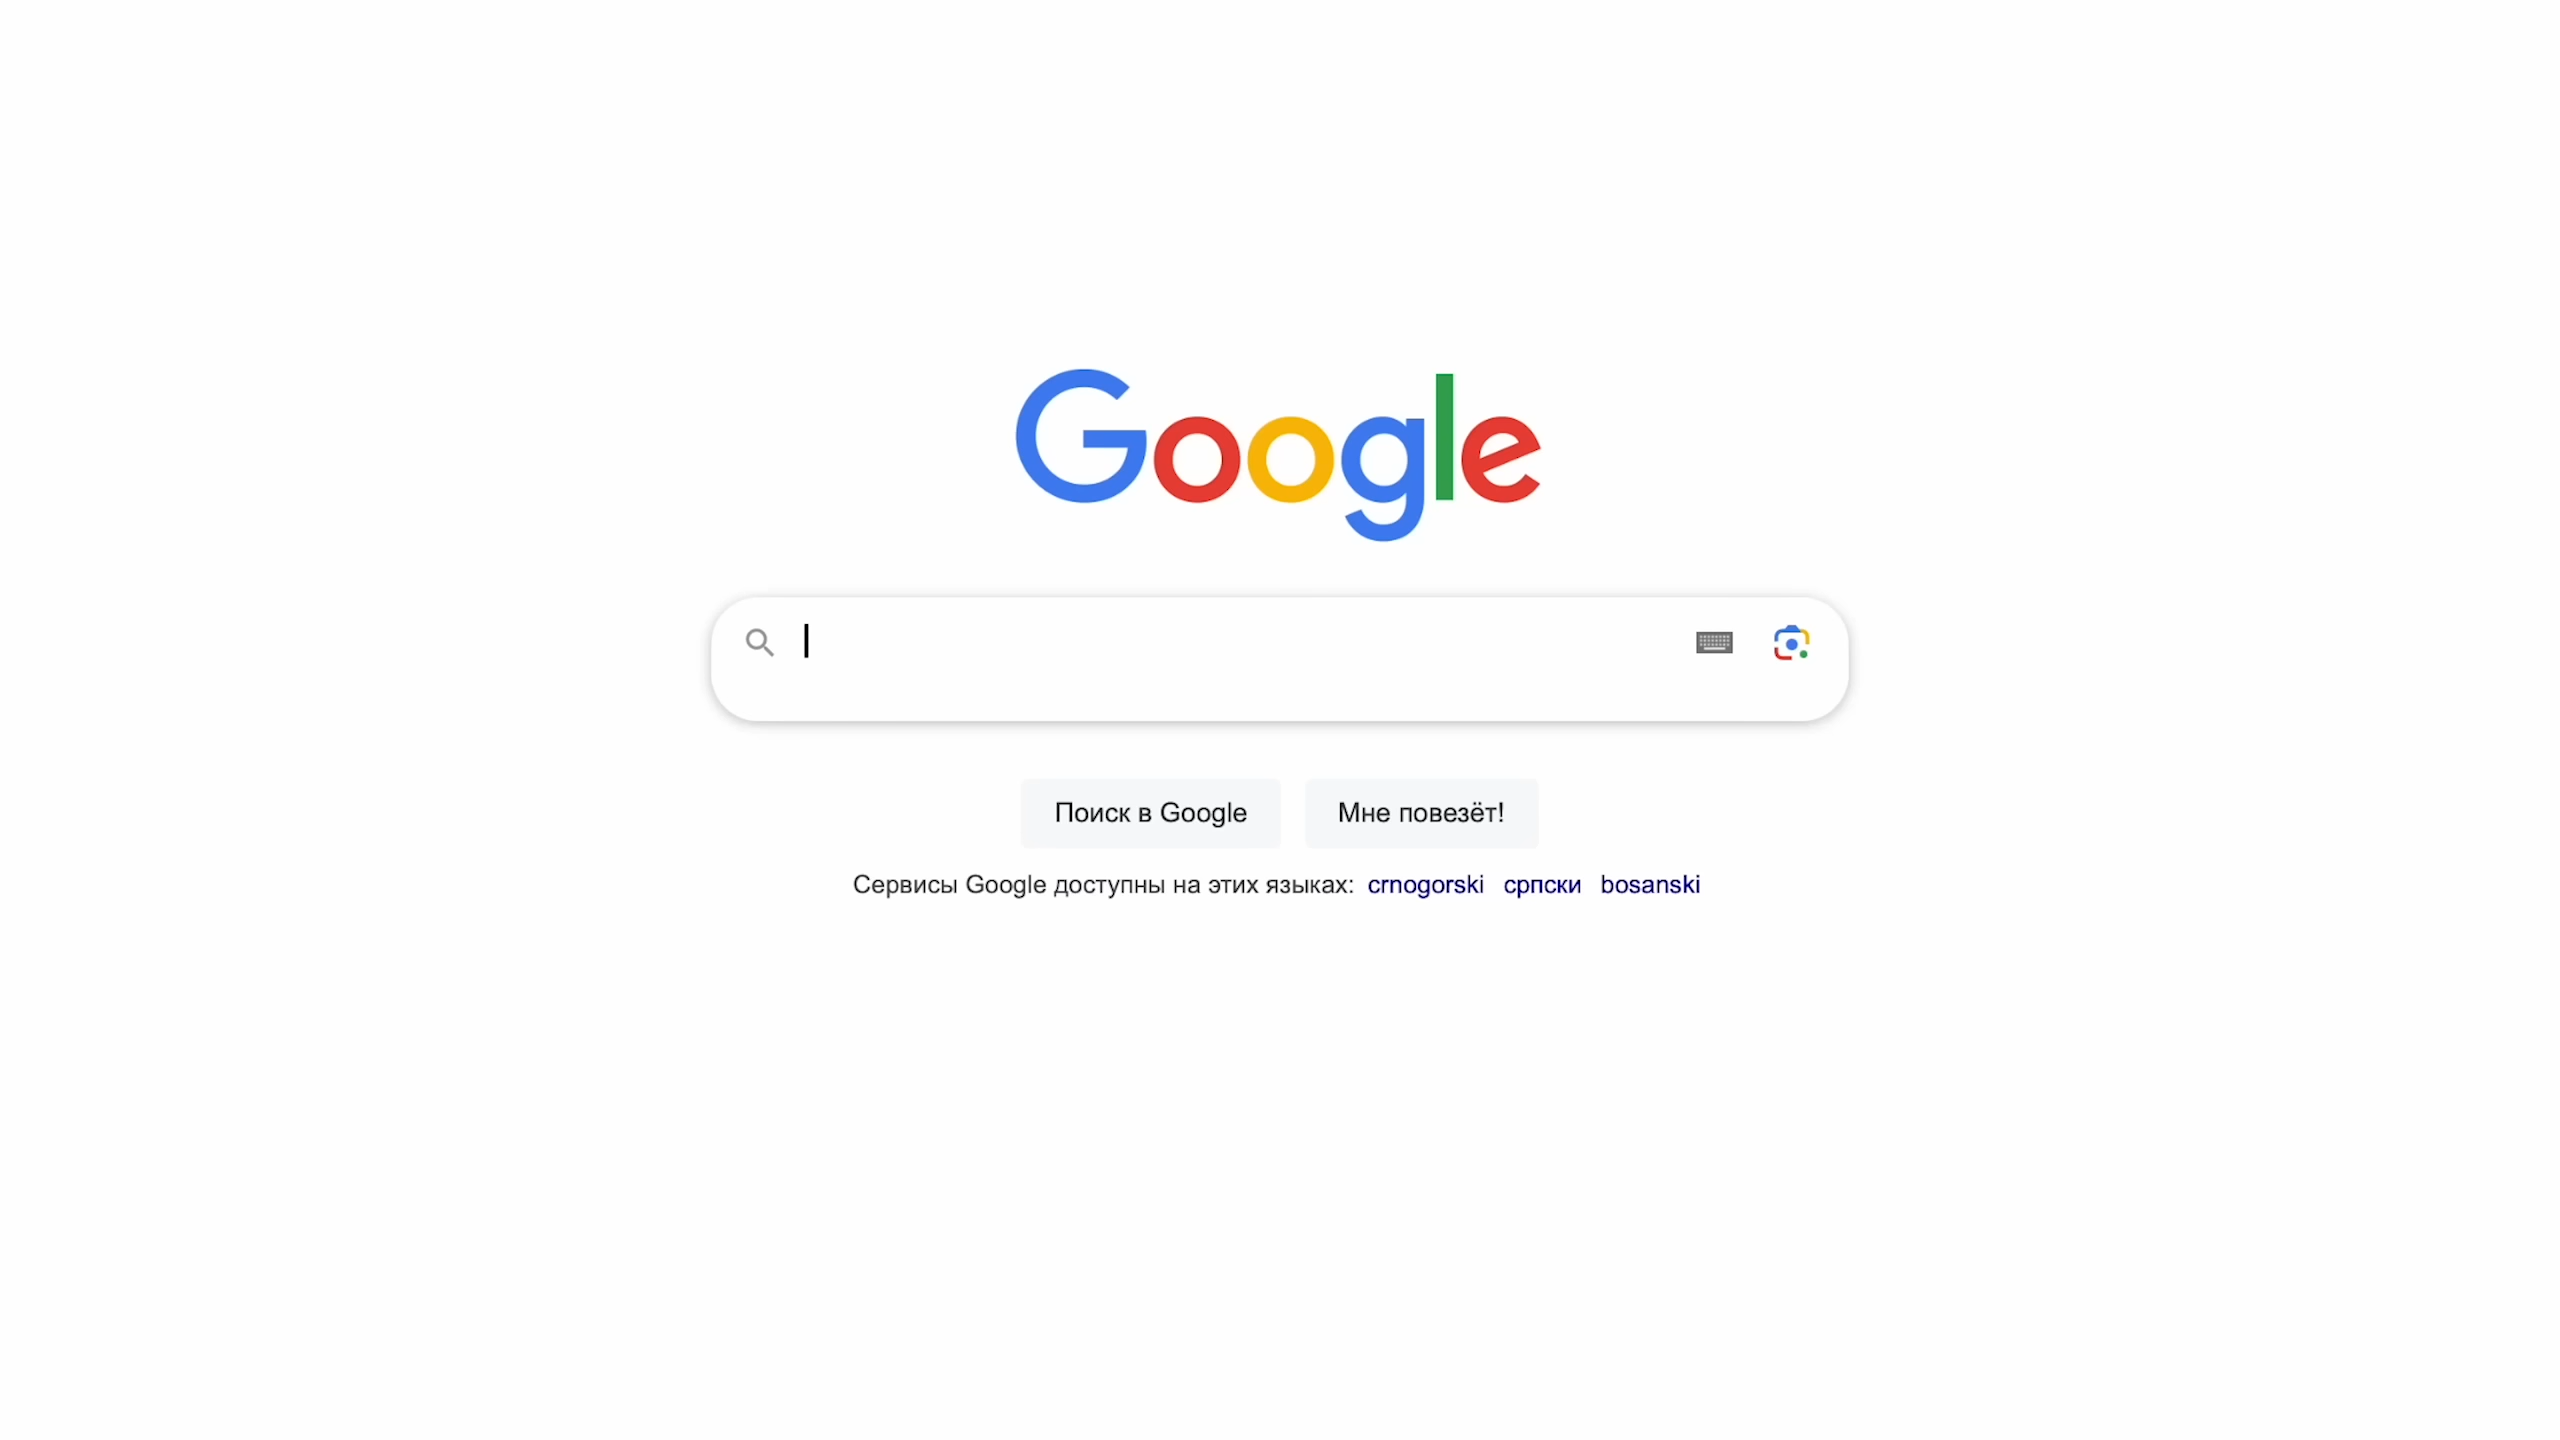 Google
Поиск в Google
Мне повезёт!
Сервисы Google доступны на этих языках: crnogorski српски bosanski